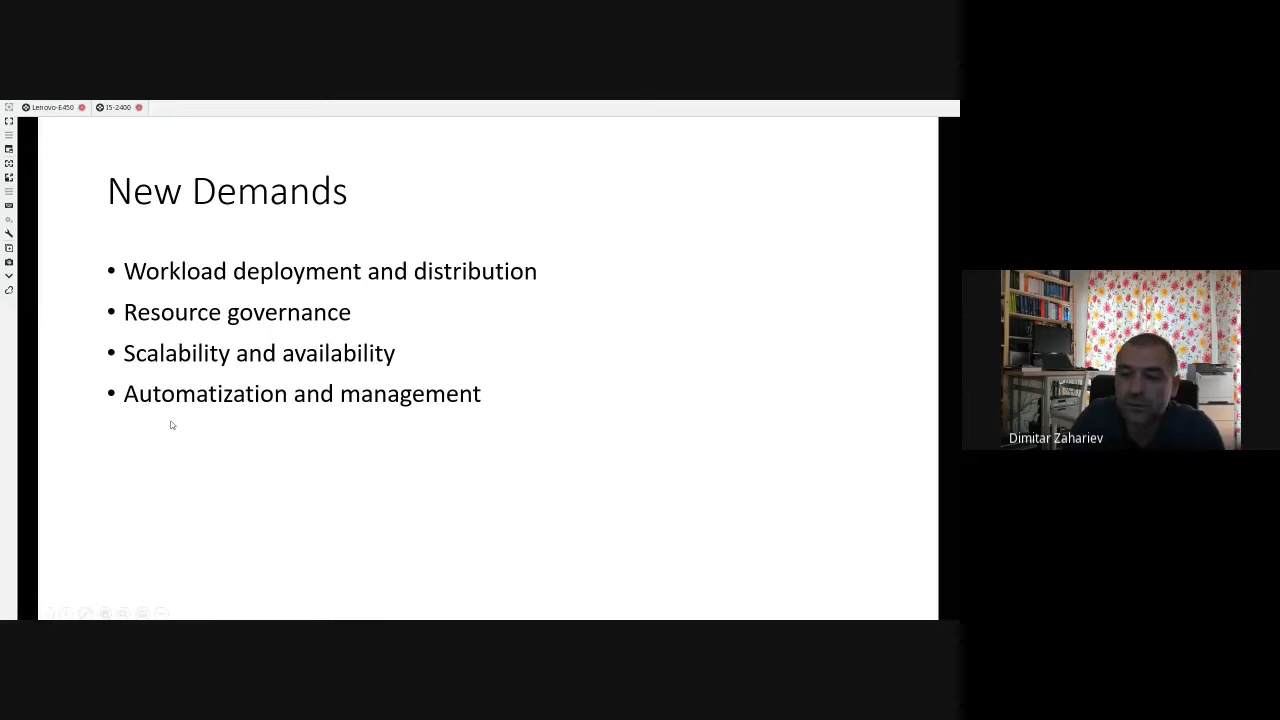 Lenovo-E450
I5-2400
New Demands
• Workload deployment and distribution
• Resource governance
• Scalability and availability
• Automatization and management
Dimitar Zahariev